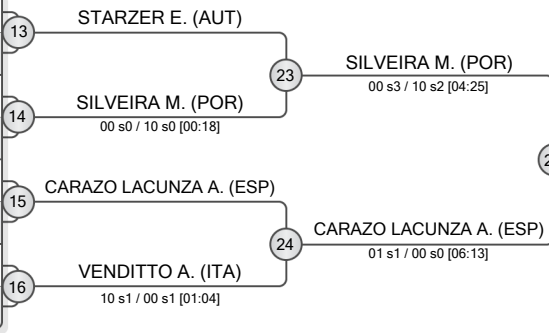 STARZER E. (AUT)
13
23
SILVEIRA M. (POR)
00 s3 / 10 s2 [04:25]
SILVEIRA M. (POR)
14
00 s0 / 10 s0 [00:18]
CARAZO LACUNZA A. (ESP)
15
24
CARAZO LACUNZA A. (ESP)
01 s1 / 00 s0 [06:13]
VENDITTO A. (ITA)
16
10 s1 / 00 s1 [01:04]